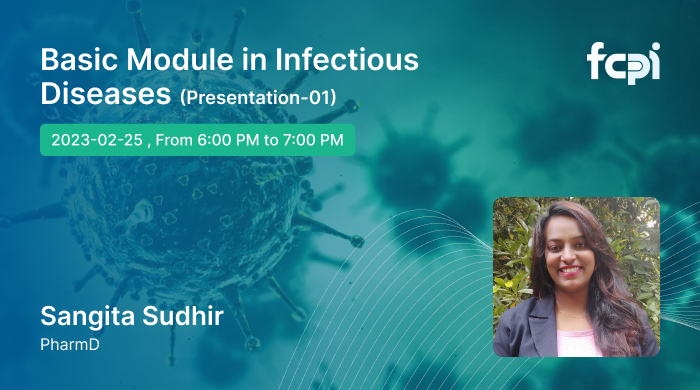 Basic Module in Infectious
Diseases (Presentation-01)
fcpi
2023-02-25 , From 6:00 PM to 7:00 PM
Sangita Sudhir
PharmD